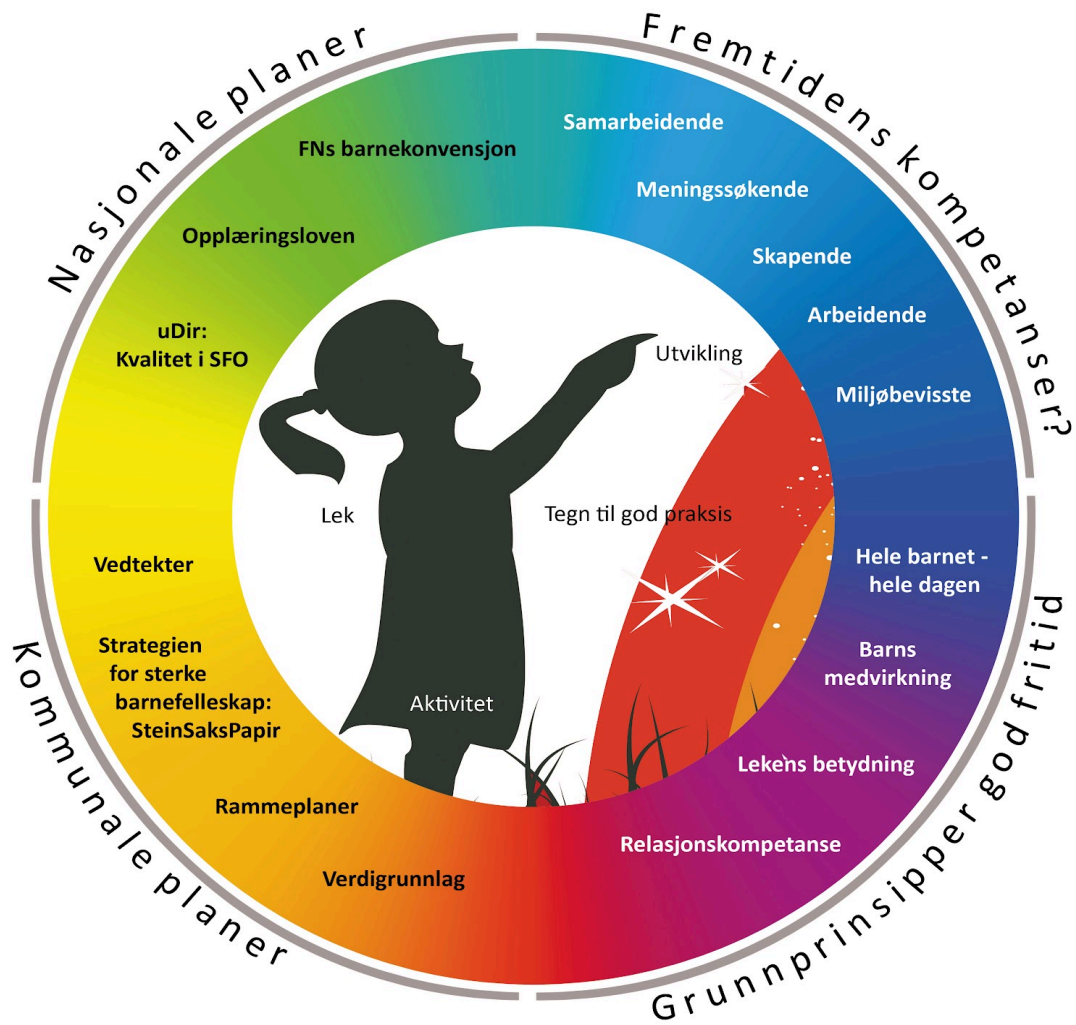 Nasjonale planer
FNs barnekonvensjon
Opplæringsloven
uDir:
Kvalitet i SFO
Fremtidens kompetanser?
Samarbeidende
Meningssøkende
Skapende
Arbeidende
Miljøbevisste
Grunnprinsipper god fritid
Hele barnet -
hele dagen
Barns
medvirkning
Leke`ns betydning
Relasjonskompetanse
Kommunale planer
Vedtekter
Strategien
for sterke
barnefelleskap:
SteinSaksPapir
Rammeplaner
Verdigrunnlag
Utvikling
Lek
Tegn til god praksis
Aktivitet